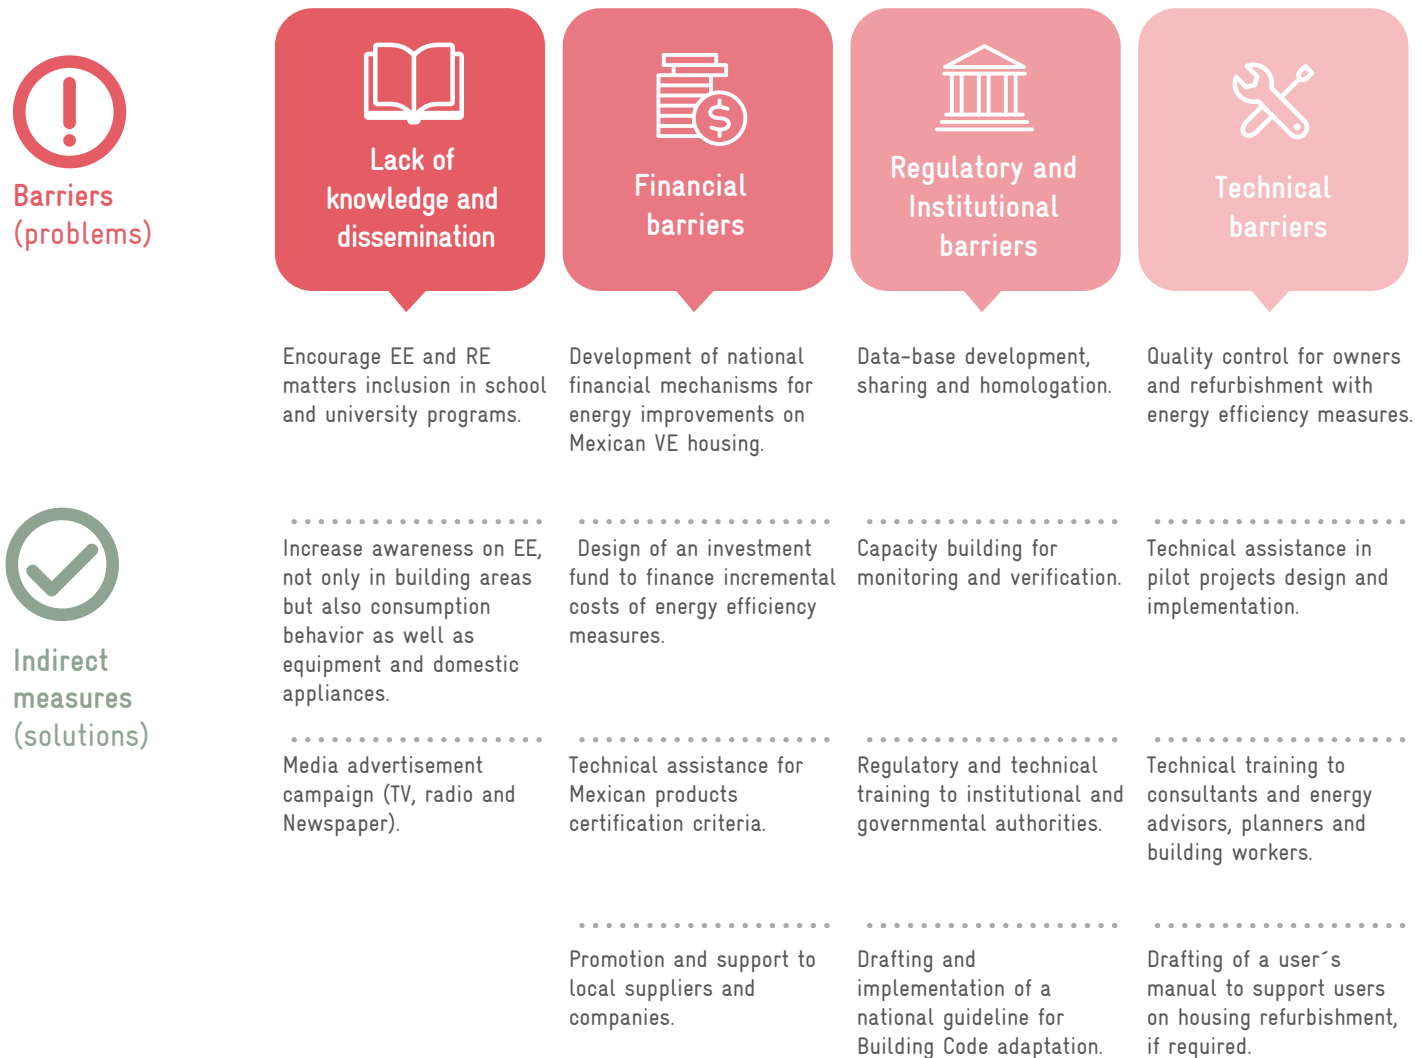 Barriers
(problems)
Lack of
knowledge and
dissemination
Financial
barriers
Regulatory and
Institutional
barriers
Technical
barriers
Encourage EE and RE
matters inclusion in school
and university programs.
Development of national
financial mechanisms for
energy improvements on
Mexican VE housing.
Data-base development,
sharing and homologation.
Quality control for owners
and refurbishment with
energy efficiency measures.
Indirect
measures
(solutions)
Increase awareness on EE,
not only in building areas
but also consumption
behavior as well as
equipment and domestic
appliances.
Design of an investment
fund to finance incremental
costs of energy efficiency
measures.
Capacity building for
monitoring and verification.
Technical assistance in
pilot projects design and
implementation.
Media advertisement
campaign (TV, radio and
Newspaper).
Technical assistance for
Mexican products
certification criteria.
Regulatory and technical
training to institutional and
governmental authorities.
Technical training to
consultants and energy
advisors, planners and
building workers.
Promotion and support to
local suppliers and
companies.
Drafting and
implementation of a
national guideline for
Building Code adaptation.
Drafting of a user´s
manual to support users
on housing refurbishment,
if required.